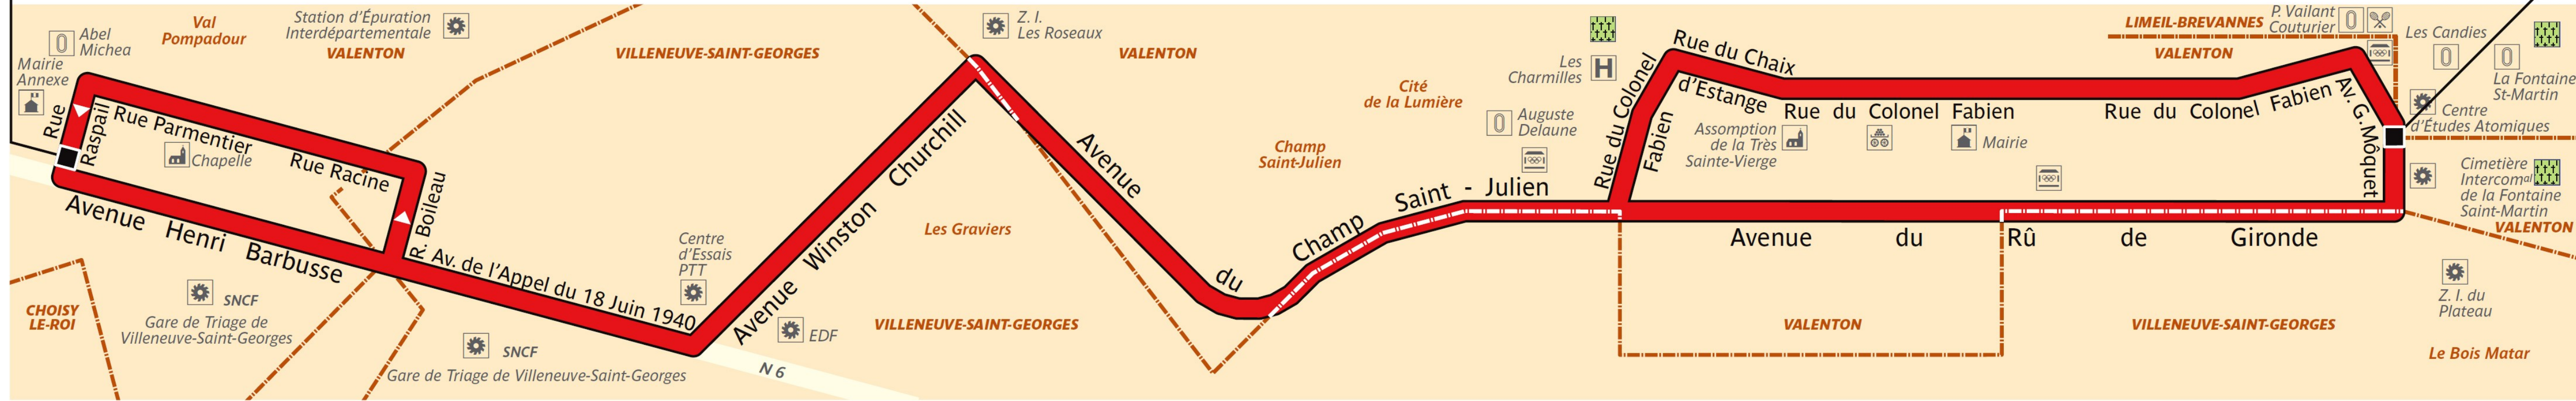 Abel
Michea
Mairie
Annexe
Val
Pompadour
Station d'Épuration
Interdépartementale
VALENTON
VILLENEUVE-SAINT-GEORGES
Z. I.
Les Roseaux
VALENTON
Cité
de la Lumière
Les
Charmilles
H
Auguste
Delaune
Champ
Saint-Julien
LIMEIL-BREVANNES
VALENTON
P. Vaillant
Couturier
Les Candies
La Fontaine
St-Martin
Centre
d'Études Atomiques
Cimetière
Intercomal
de la Fontaine
Saint-Martin
VALENTON
Rue
Raspail
Rue Parmentier
Chapelle
Rue Racine
R. Boileau
Avenue Henri Barbusse
Av. de l'Appel du 18 Juin 1940
Centre
d'Essais
PTT
Avenue Winston Churchill
Les Graviers
Avenue du Champ Saint - Julien
Rue du Colonel
Fabien
Rue du Chaix
d'Estange
Rue du Colonel Fabien
Rue du Colonel Fabien
Av. G. Môquet
Assomption
de la Très
Sainte-Vierge
Mairie
Avenue du Rû de Gironde
CHOISY
LE-ROI
SNCF
Gare de Triage de
Villeneuve-Saint-Georges
SNCF
Gare de Triage de Villeneuve-Saint-Georges
EDF
N 6
VILLENEUVE-SAINT-GEORGES
VALENTON
VILLENEUVE-SAINT-GEORGES
Z. I. du
Plateau
Le Bois Matar